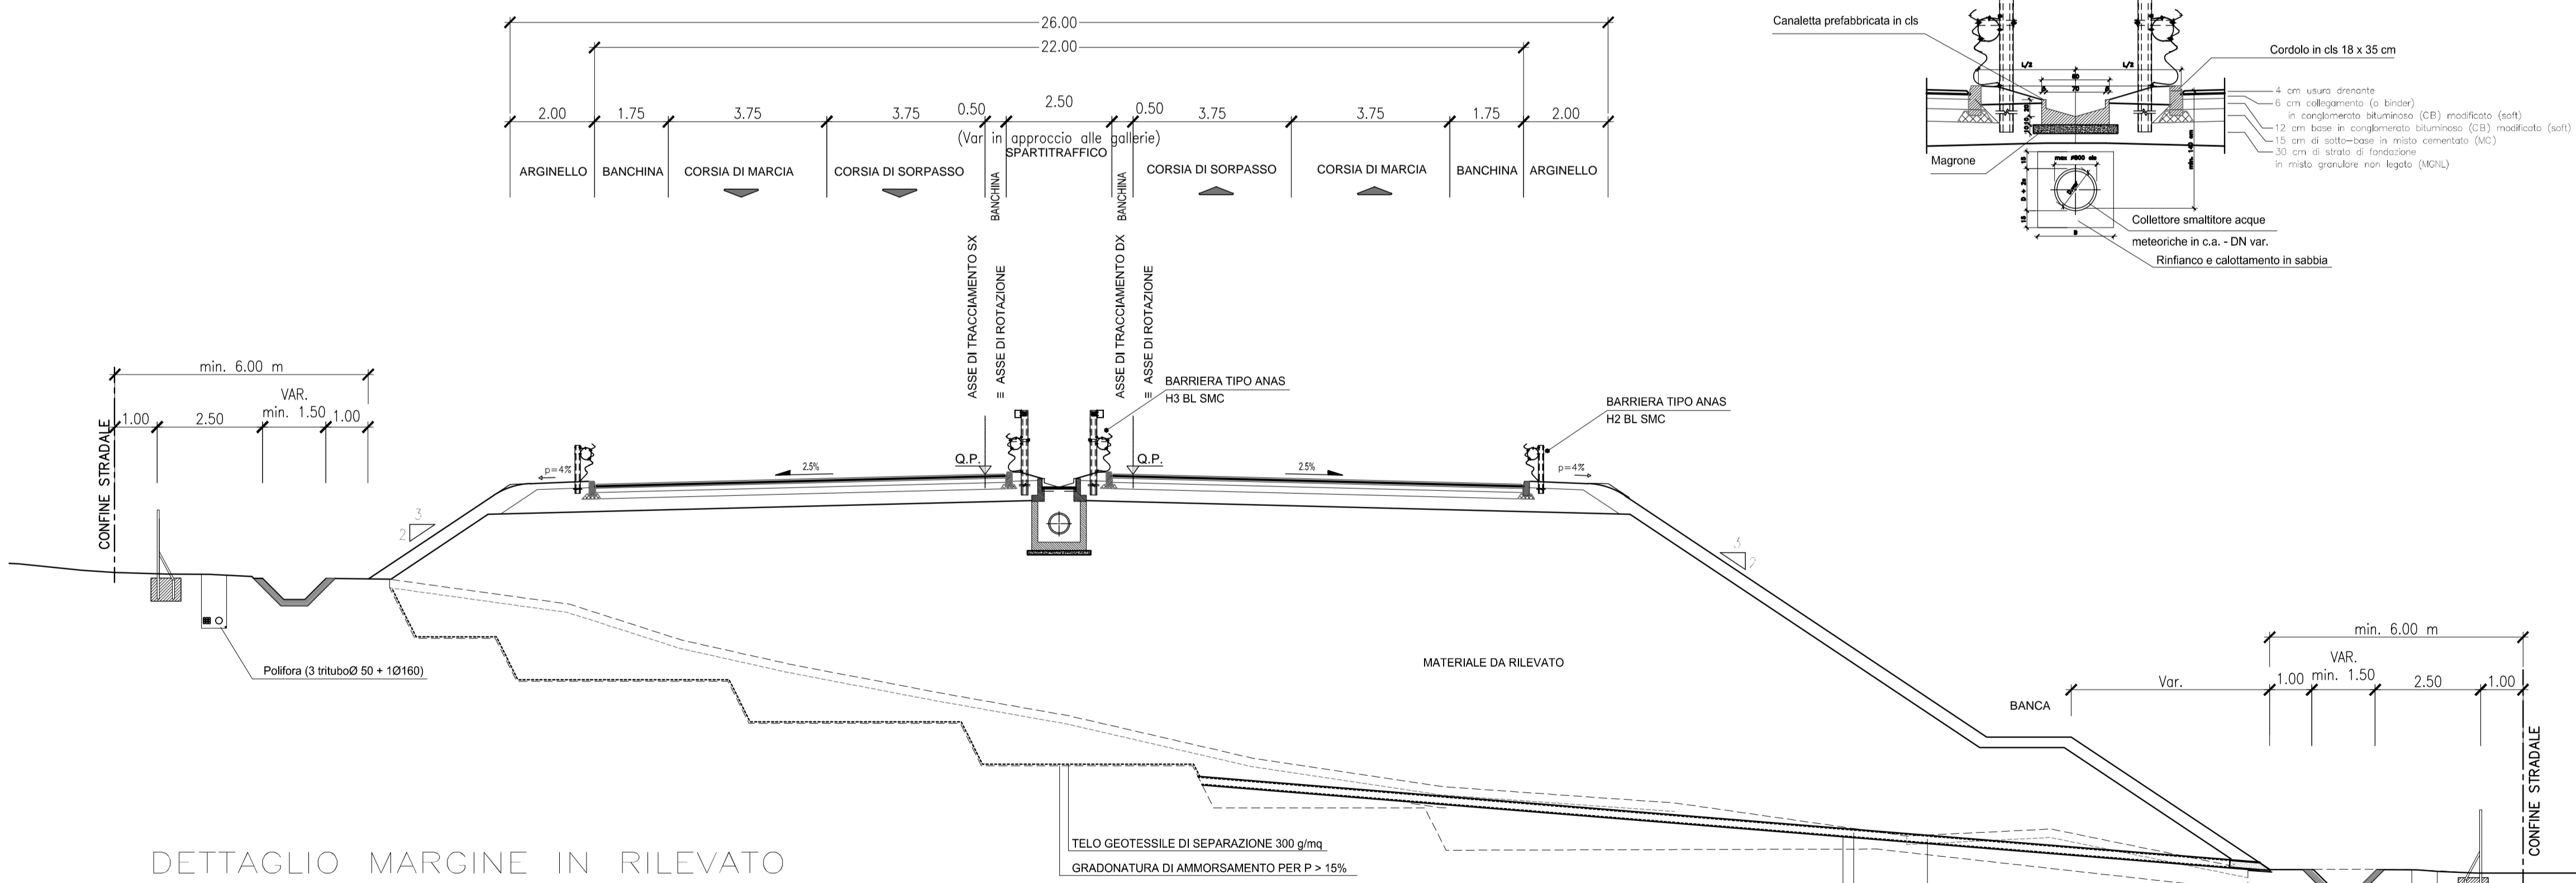 26.00
22.00
2.00
1.75
3.75
3.75
0.50
2.50
0.50
3.75
3.75
1.75
2.00
(Var in approccio alle gallerie)
SPARTITRAFFICO
ARGINELLO
BANCHINA
CORSIA DI MARCIA
CORSIA DI SORPASSO
BANCHINA
BANCHINA
CORSIA DI SORPASSO
CORSIA DI MARCIA
BANCHINA
ARGINELLO
ASSE DI TRACCIAMENTO SX
≡ ASSE DI ROTAZIONE
ASSE DI TRACCIAMENTO DX
≡ ASSE DI ROTAZIONE
Canaletta prefabbricata in cls
Cordolo in cls 18 x 35 cm
L/2
L/2
70
4 cm usura drenante
6 cm collegamento (o binder)
in conglomerato bituminoso (CB) modificato (soft)
12 cm base in conglomerato bituminoso (CB) modificato (soft)
15 cm di sotto-base in misto cementato (MC)
30 cm di strato di fondazione
in misto granulare non legato (MGNL)
Magrone
min. 140 cm
15
15
Collettore smaltitore acque
meteoriche in c.a. - DN var.
Rinfianco e calottamento in sabbia
min. 6.00 m
VAR.
1.00
2.50
min. 1.50
1.00
CONFINE STRADALE
BARRIERA TIPO ANAS
H3 BL SMC
BARRIERA TIPO ANAS
H2 BL SMC
p=4%
2.5%
Q.P.
Q.P.
2.5%
p=4%
3
2
3
2
Polifora (3 trituboØ 50 + 1Ø160)
MATERIALE DA RILEVATO
min. 6.00 m
VAR.
Var.
1.00
min. 1.50
2.50
1.00
BANCA
CONFINE STRADALE
TELO GEOTESSILE DI SEPARAZIONE 300 g/mq
GRADONATURA DI AMMORSAMENTO PER P > 15%
DETTAGLIO MARGINE IN RILEVATO